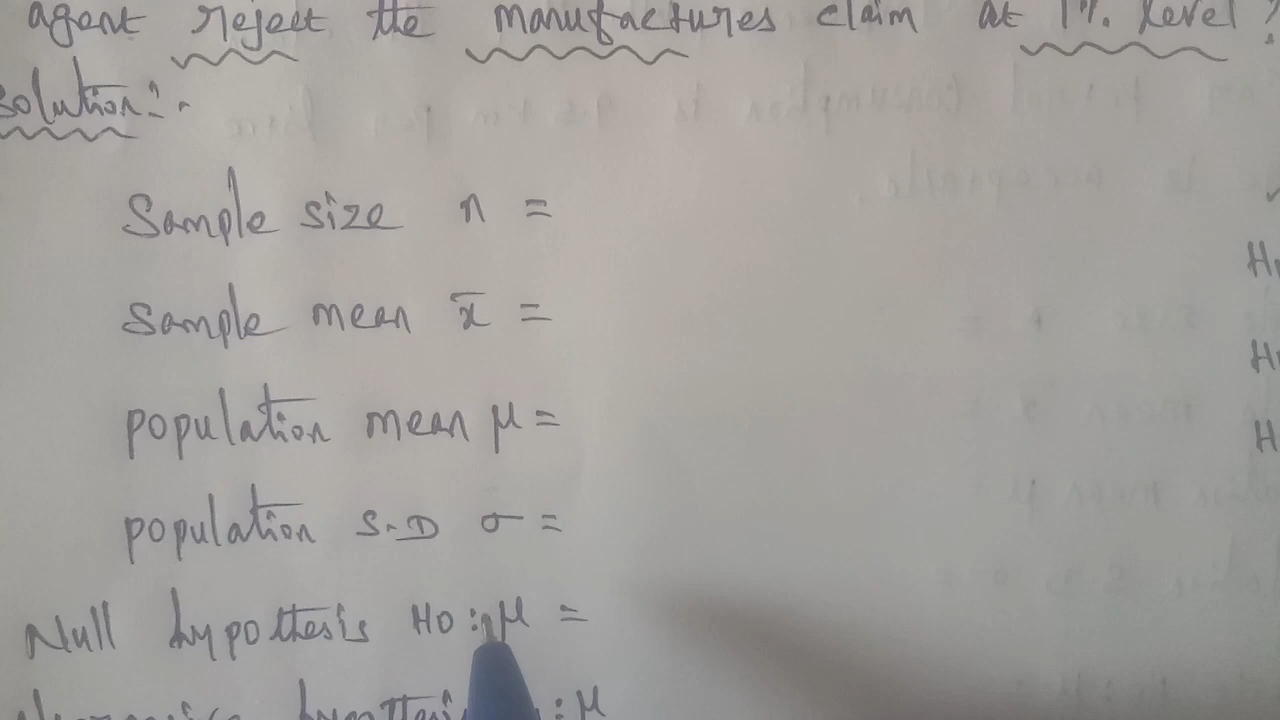 agent reject the manufactures claim at 1%. level?
solution:-
Sample size n =
Sample mean x̄ =
population mean μ =
population S.D σ =
Null hypothesis H0: μ =
: μ
H
H
H